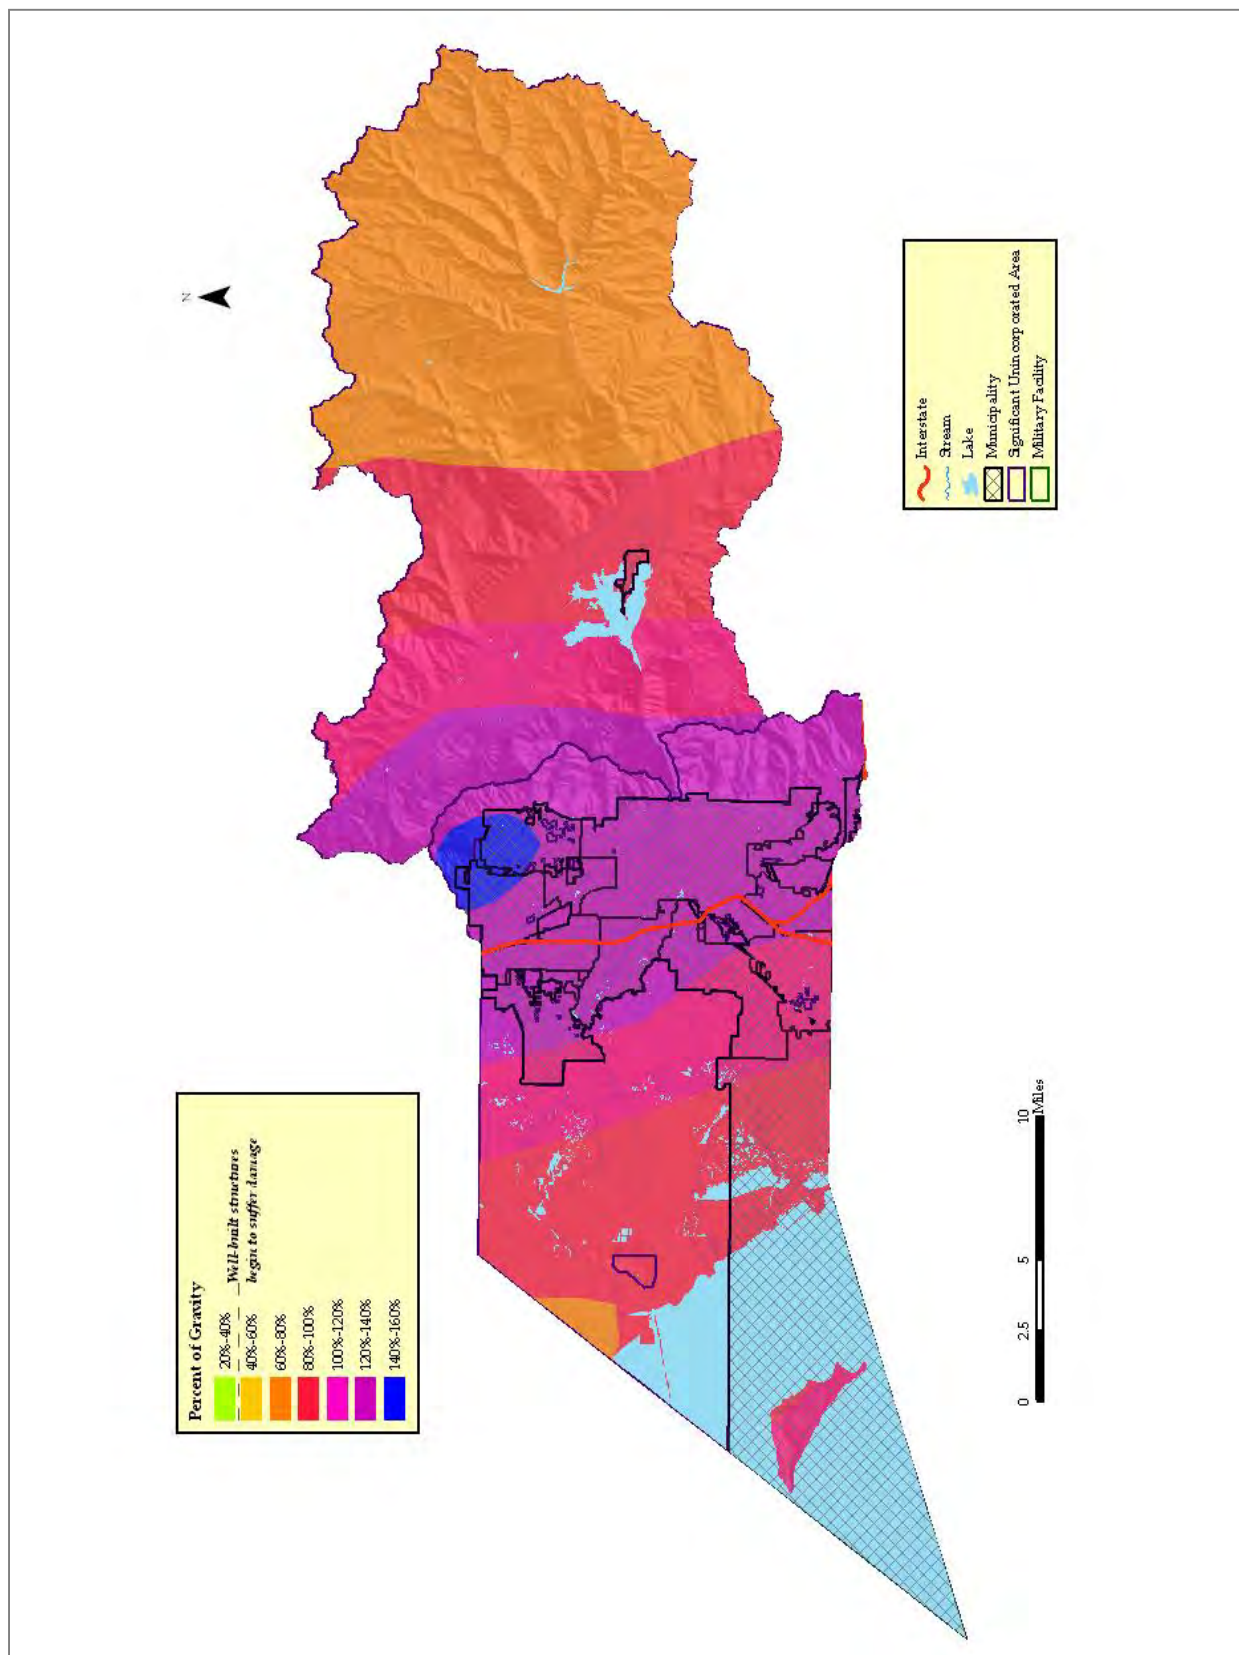 N
Percent of Gravity
20%-40%
Well-built structures
begin to suffer damage
40%-60%
60%-80%
80%-100%
100%-120%
120%-140%
140%-160%
Interstate
Stream
Lake
Municipality
Significant Unincorporated Area
Military Facility
0 2.5 5 10
Miles